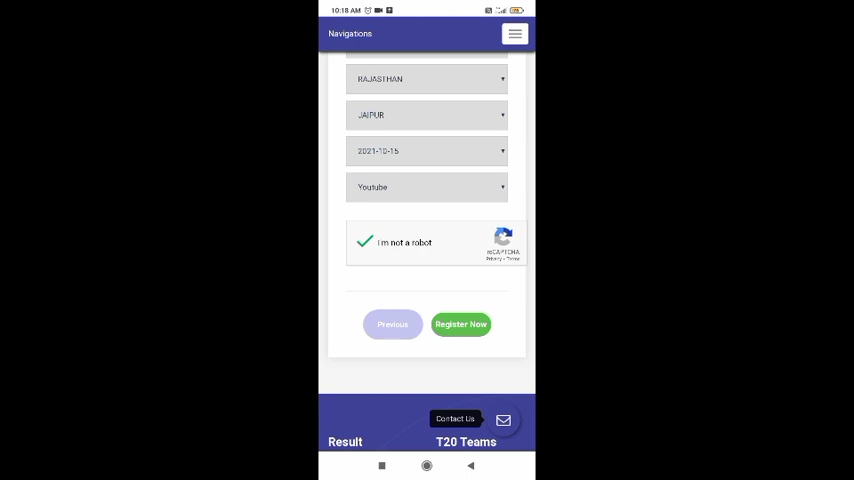 10:18 AM
Navigations
RAJASTHAN
JAIPUR
2021-10-15
Youtube
I'm not a robot
reCAPTCHA
Privacy - Terms
Previous
Register Now
Contact Us
Result
T20 Teams